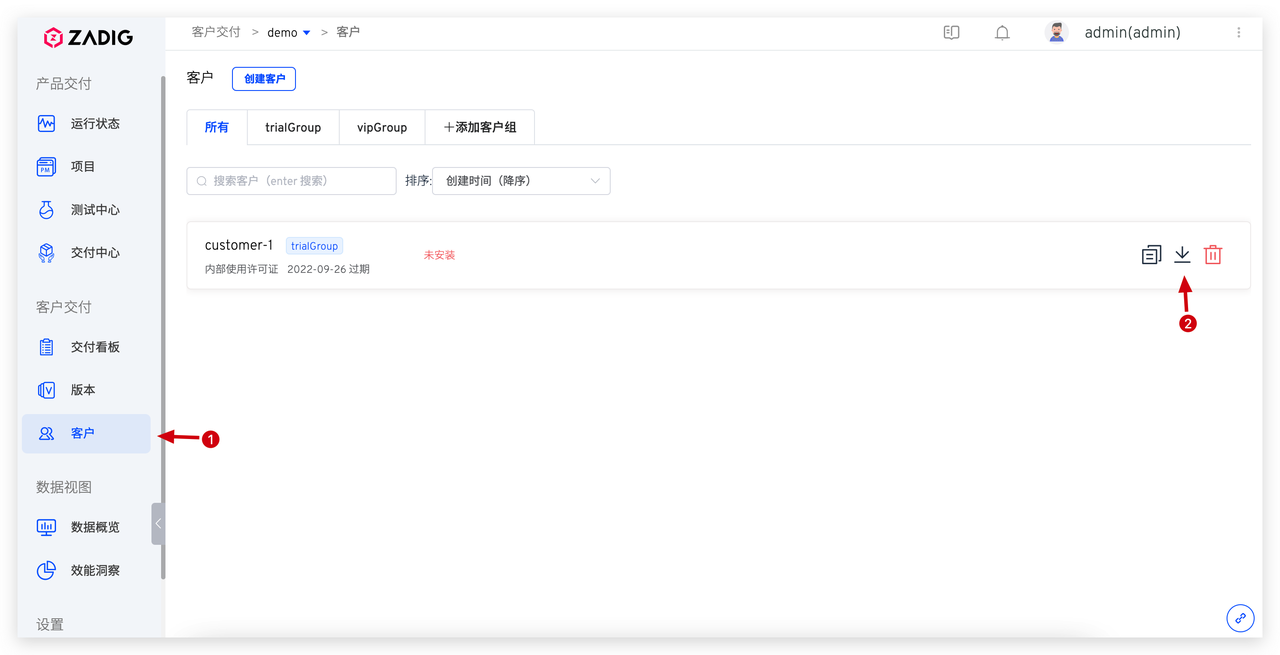 ZADIG
客户交付 > demo > 客户
admin(admin)
产品交付
运行状态
PM 项目
测试中心
交付中心
客户交付
交付看板
V 版本
客户
数据视图
数据概览
效能洞察
设置
客户 创建客户
所有 trialGroup vipGroup +添加客户组
搜索客户（enter 搜索） 排序: 创建时间（降序）
customer-1 trialGroup
未安装
内部使用许可证 2022-09-26 过期
1
2